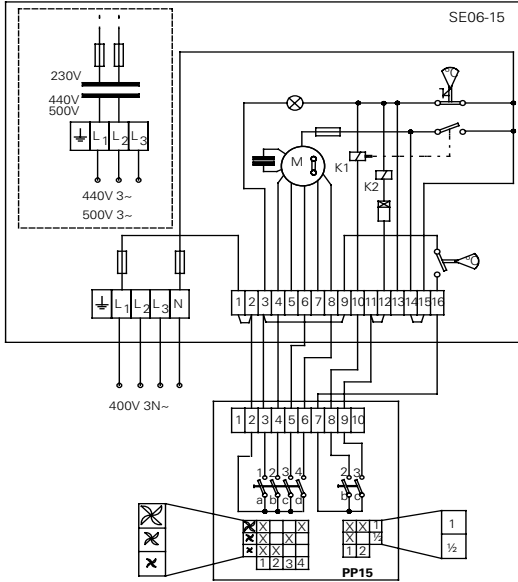 SE06-15
230V
440V
500V
L1 L2 L3
440V 3~
500V 3~
M
K1
K2
°C
°C
L1 L2 L3 N
1 2 3 4 5 6 7 8 9 10 11 12 13 14 15 16
400V 3N~
1 2 3 4 5 6 7 8 9 10
1 2 3 4
a b c d
2 3
b c
X X
X X
X X
1 2 3 4
X X 1
X ½
1 2
1
½
PP15